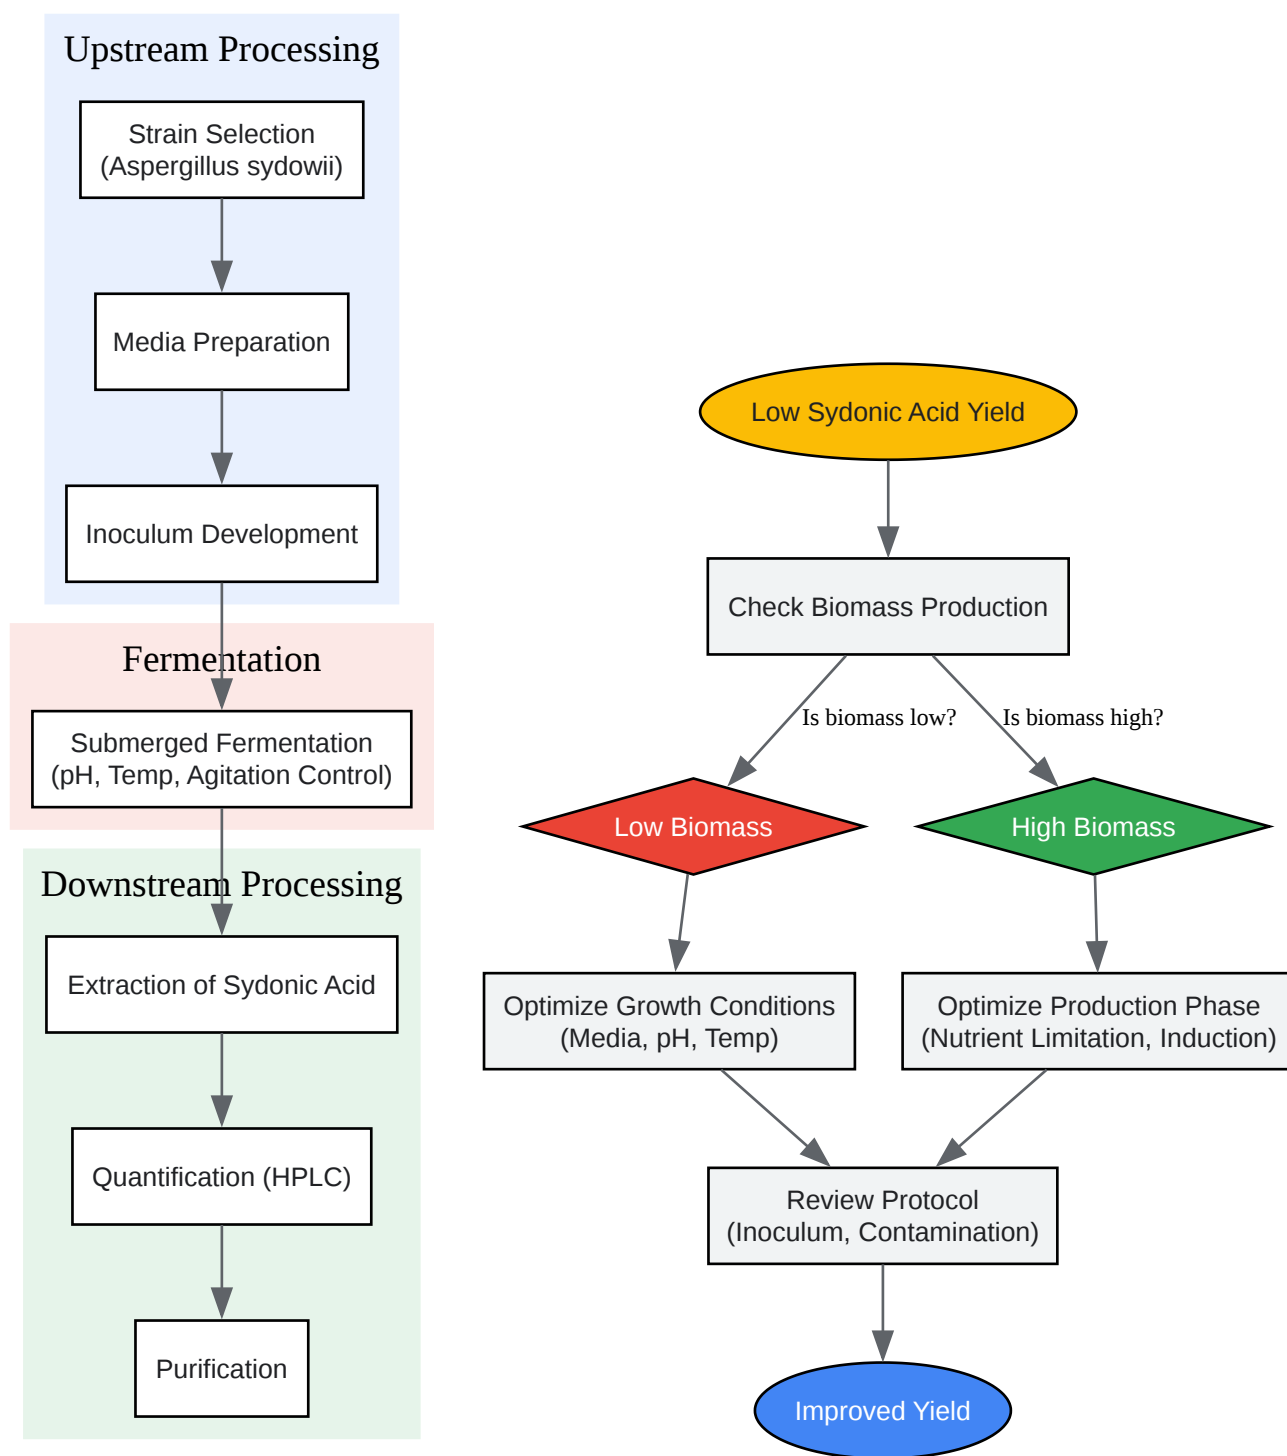 Upstream Processing
Strain Selection
(Aspergillus sydowii)
Media Preparation
Inoculum Development
Fermentation
Submerged Fermentation
(pH, Temp, Agitation Control)
Downstream Processing
Extraction of Sydonic Acid
Quantification (HPLC)
Purification
Low Sydonic Acid Yield
Check Biomass Production
Is biomass low?
Is biomass high?
Low Biomass
High Biomass
Optimize Growth Conditions
(Media, pH, Temp)
Optimize Production Phase
(Nutrient Limitation, Induction)
Review Protocol
(Inoculum, Contamination)
Improved Yield